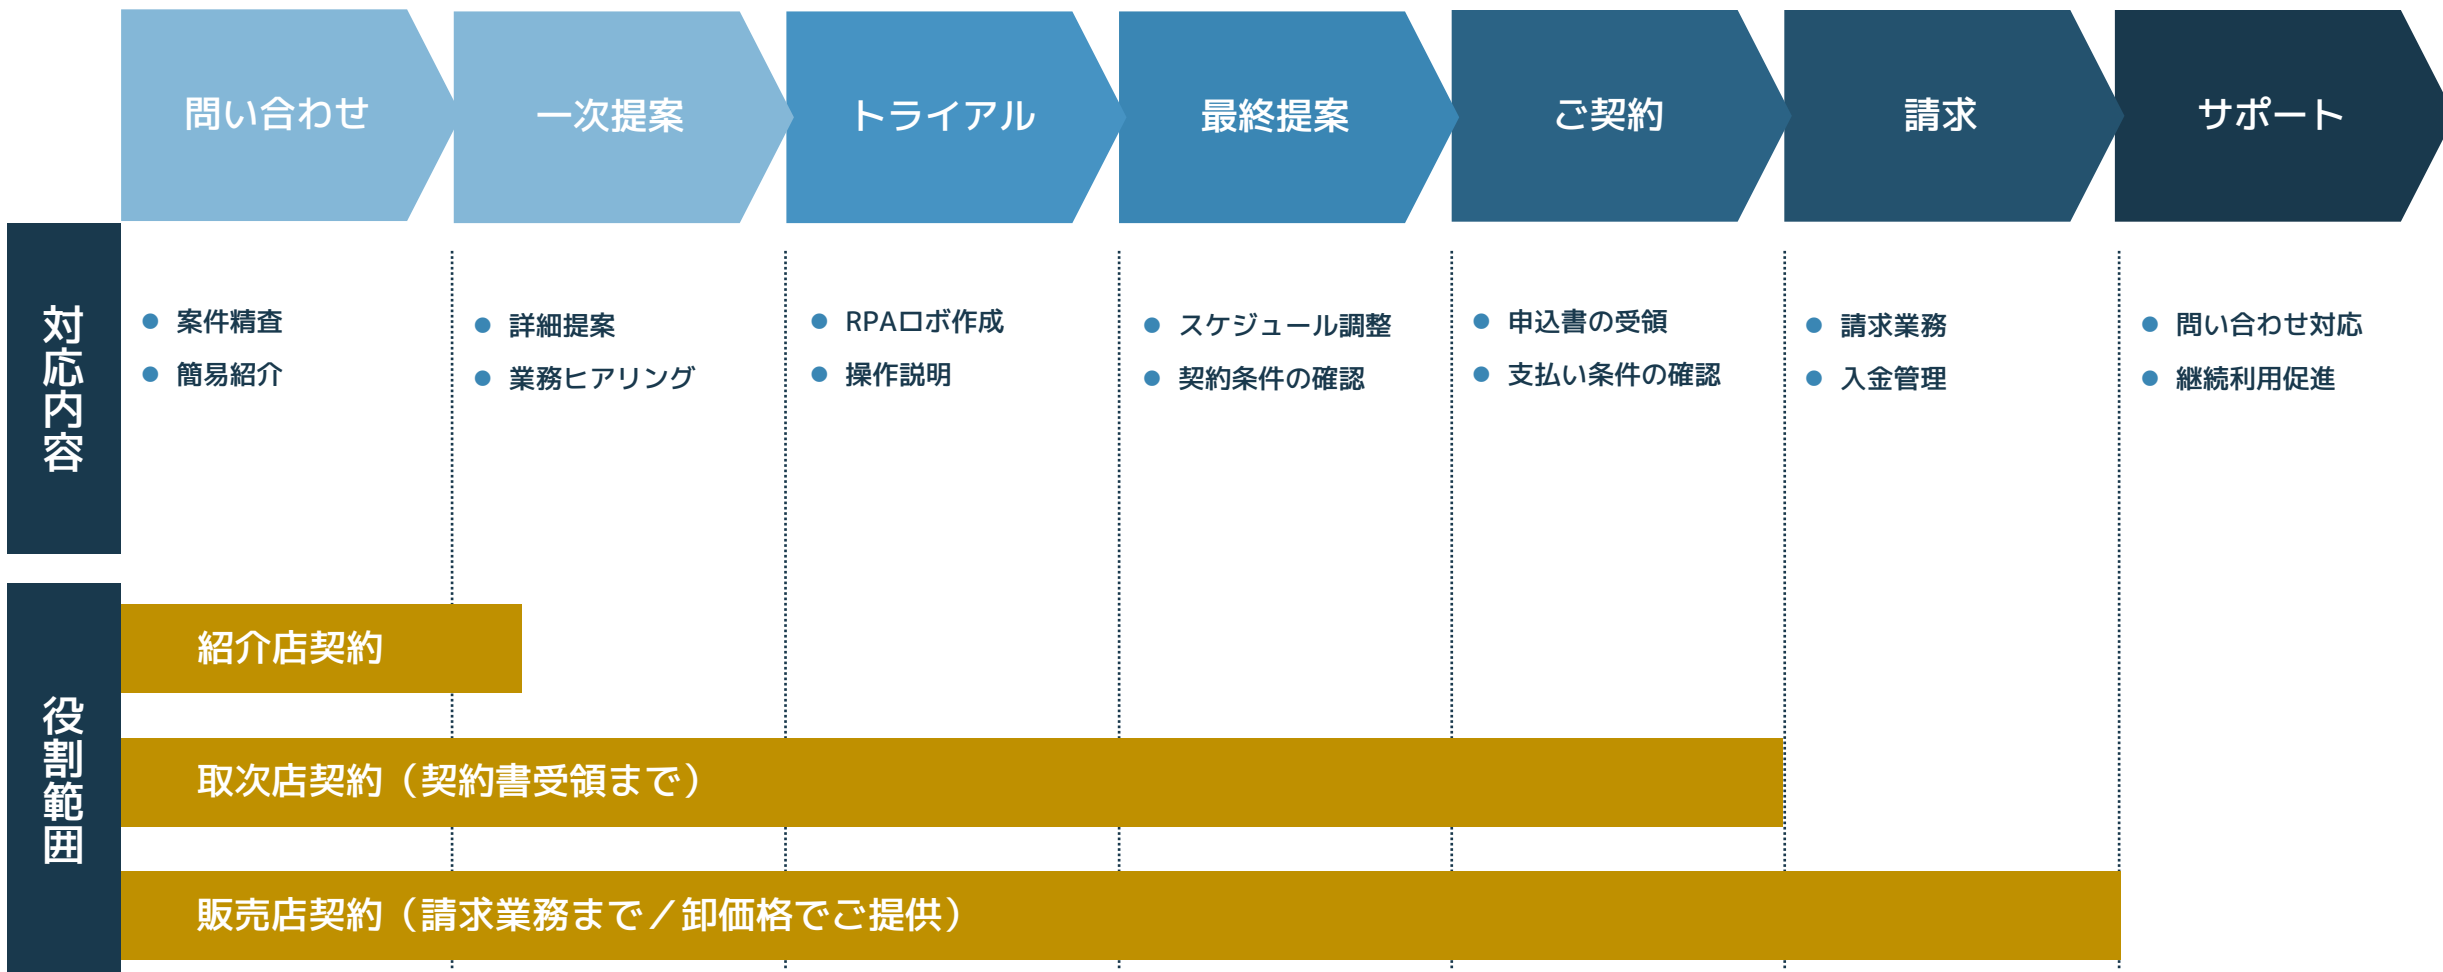 問い合わせ
一次提案
トライアル
最終提案
ご契約
請求
サポート
対応内容
案件精査
簡易紹介
詳細提案
業務ヒアリング
RPAロボ作成
操作説明
スケジュール調整
契約条件の確認
申込書の受領
支払い条件の確認
請求業務
入金管理
問い合わせ対応
継続利用促進
役割範囲
紹介店契約
取次店契約（契約書受領まで）
販売店契約（請求業務まで／卸価格でご提供）